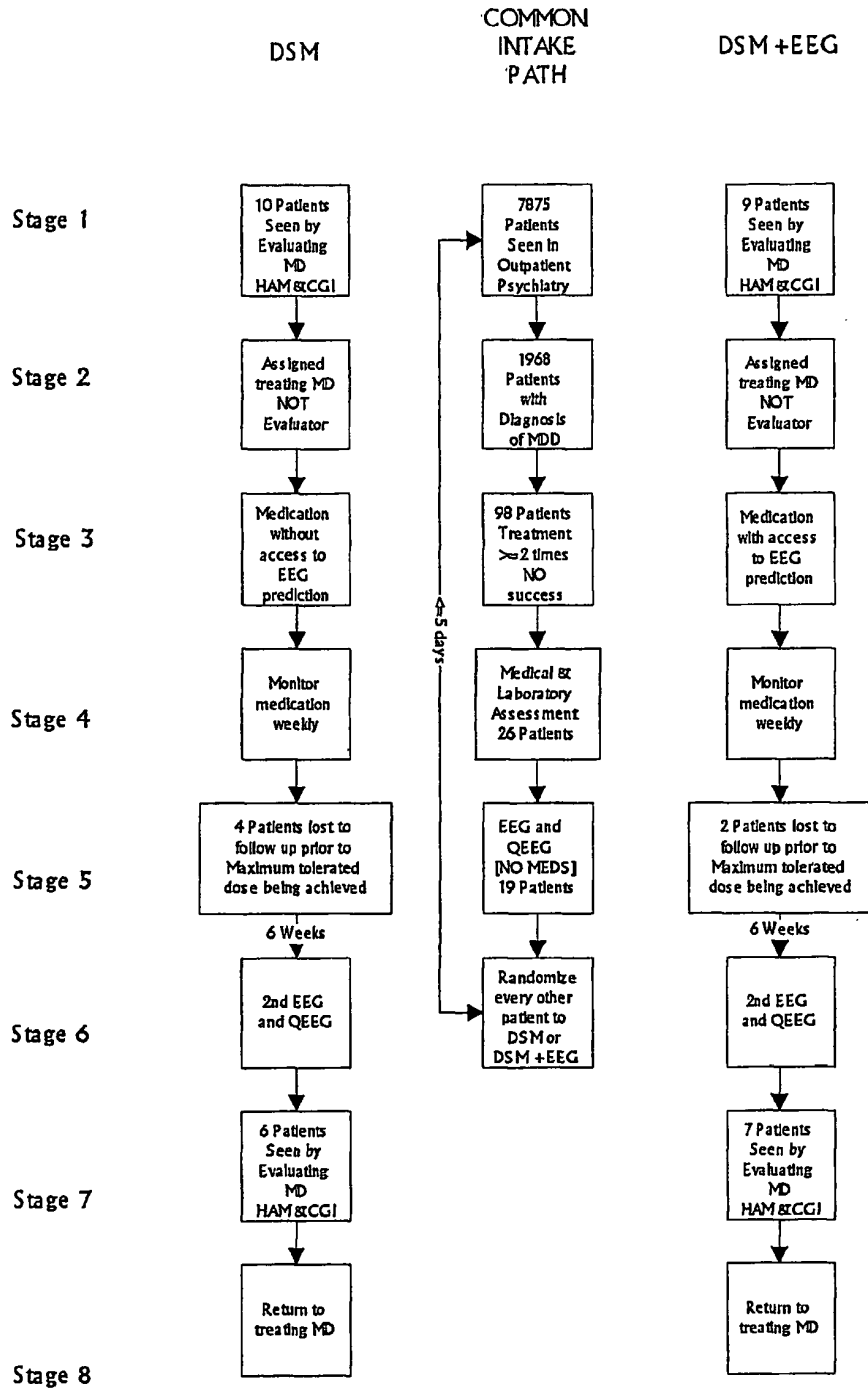 DSM
COMMON
INTAKE
PATH
DSM +EEG
Stage 1
Stage 2
Stage 3
Stage 4
Stage 5
Stage 6
Stage 7
Stage 8
10 Patients
Seen by
Evaluating
MD
HAM & CGI
Assigned
treating MD
NOT
Evaluator
Medication
without
access to
EEG
prediction
Monitor
medication
weekly
4 Patients lost to
follow up prior to
Maximum tolerated
dose being achieved
6 Weeks
2nd EEG
and QEEG
6 Patients
Seen by
Evaluating
MD
HAM & CGI
Return to
treating MD
<=5 days
7875
Patients
Seen in
Outpatient
Psychiatry
1968
Patients
with
Diagnosis
of MDD
98 Patients
Treatment
>=2 times
NO
success
Medical &
Laboratory
Assessment
26 Patients
EEG and
QEEG
[NO MEDS]
19 Patients
Randomize
every other
patient to
DSM or
DSM +EEG
9 Patients
Seen by
Evaluating
MD
HAM & CGI
Assigned
treating MD
NOT
Evaluator
Medication
with access
to EEG
prediction
Monitor
medication
weekly
2 Patients lost to
follow up prior to
Maximum tolerated
dose being achieved
6 Weeks
2nd EEG
and QEEG
7 Patients
Seen by
Evaluating
MD
HAM & CGI
Return to
treating MD